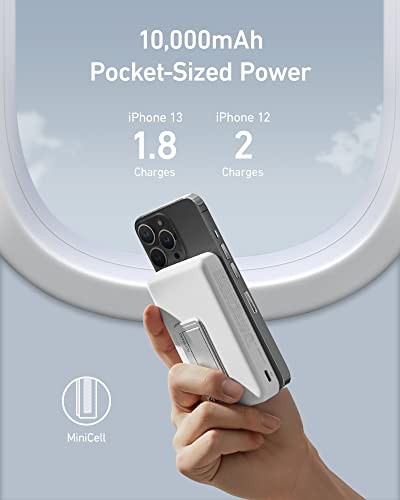 10,000mAh
Pocket-Sized Power
iPhone 13 iPhone 12
1.8 2
Charges Charges
MiniCell